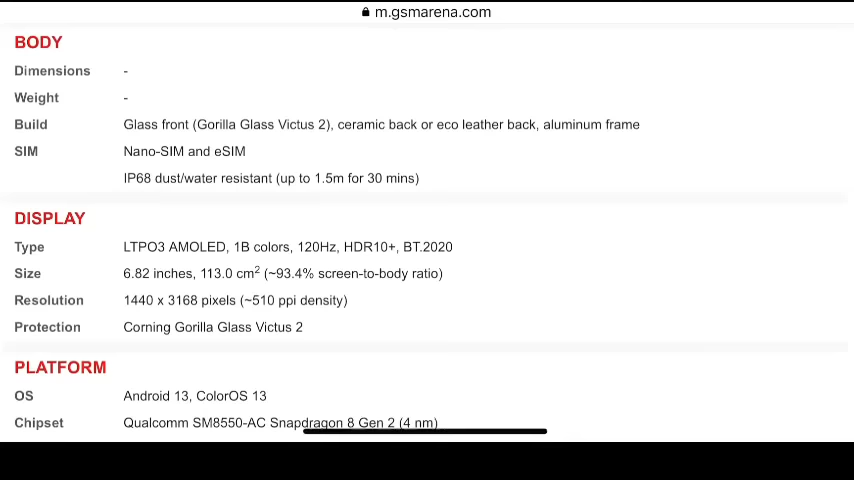 m.gsmarena.com
BODY
Dimensions -
Weight -
Build Glass front (Gorilla Glass Victus 2), ceramic back or eco leather back, aluminum frame
SIM Nano-SIM and eSIM
IP68 dust/water resistant (up to 1.5m for 30 mins)
DISPLAY
Type LTPO3 AMOLED, 1B colors, 120Hz, HDR10+, BT.2020
Size 6.82 inches, 113.0 cm² (~93.4% screen-to-body ratio)
Resolution 1440 x 3168 pixels (~510 ppi density)
Protection Corning Gorilla Glass Victus 2
PLATFORM
OS Android 13, ColorOS 13
Chipset Qualcomm SM8550-AC Snapdragon 8 Gen 2 (4 nm)